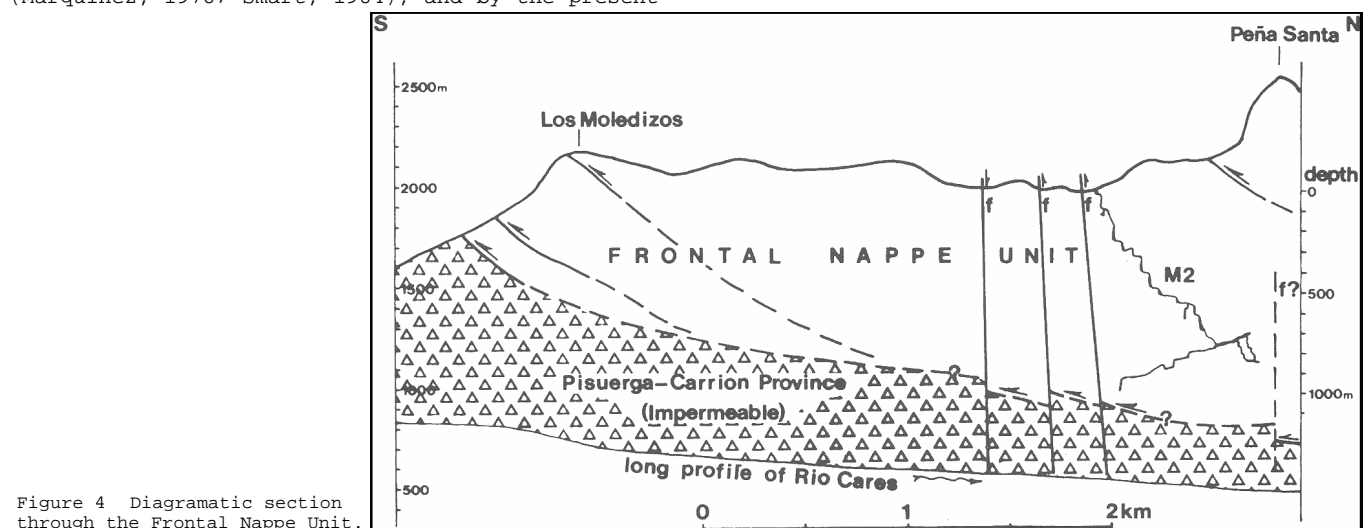 (Marquinez, 1978; Smart, 1984), and by the present
S
N
Peña Santa
2500m
Los Moledizos
2000
depth
0
f
f
f
FRONTAL NAPPE UNIT
M2
1500
f?
500
?
Pisuerga-Carrion Province
1000
1000m
(Impermeable)
?
long profile of Rio Cares
500
0 1 2km
Figure 4 Diagramatic section
through the Frontal Nappe Unit.